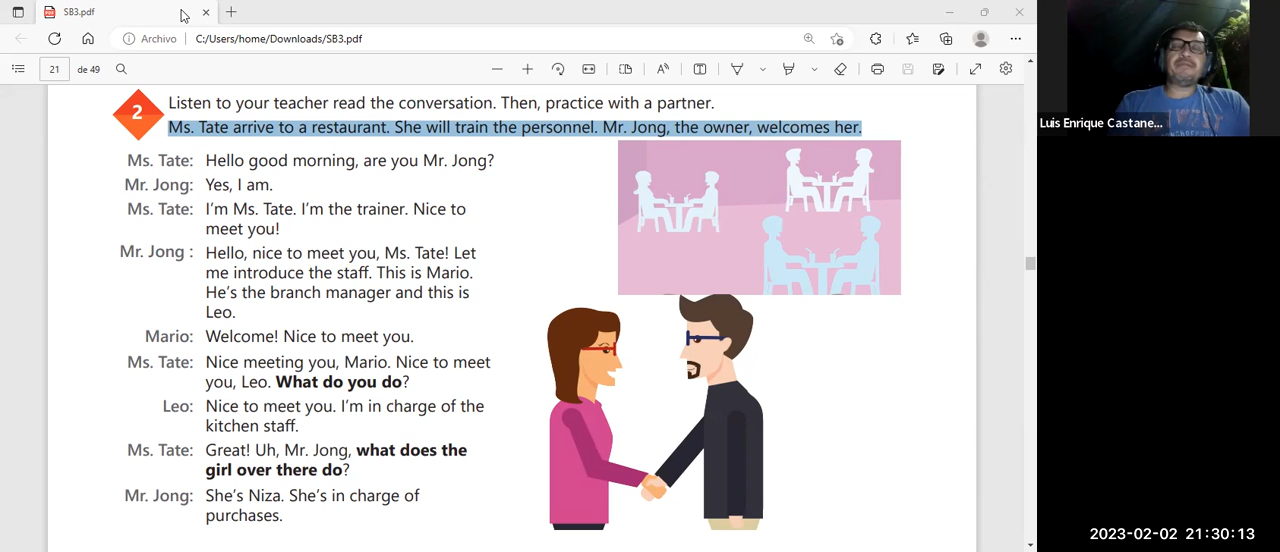 SB3.pdf
Archivo C:/Users/home/Downloads/SB3.pdf
21 de 49
2
Listen to your teacher read the conversation. Then, practice with a partner.
Ms. Tate arrive to a restaurant. She will train the personnel. Mr. Jong, the owner, welcomes her.
Ms. Tate: Hello good morning, are you Mr. Jong?
Mr. Jong: Yes, I am.
Ms. Tate: I'm Ms. Tate. I'm the trainer. Nice to
meet you!
Mr. Jong : Hello, nice to meet you, Ms. Tate! Let
me introduce the staff. This is Mario.
He's the branch manager and this is
Leo.
Mario: Welcome! Nice to meet you.
Ms. Tate: Nice meeting you, Mario. Nice to meet
you, Leo. What do you do?
Leo: Nice to meet you. I'm in charge of the
kitchen staff.
Ms. Tate: Great! Uh, Mr. Jong, what does the
girl over there do?
Mr. Jong: She's Niza. She's in charge of
purchases.
Luis Enrique Castane...
2023-02-02 21:30:13